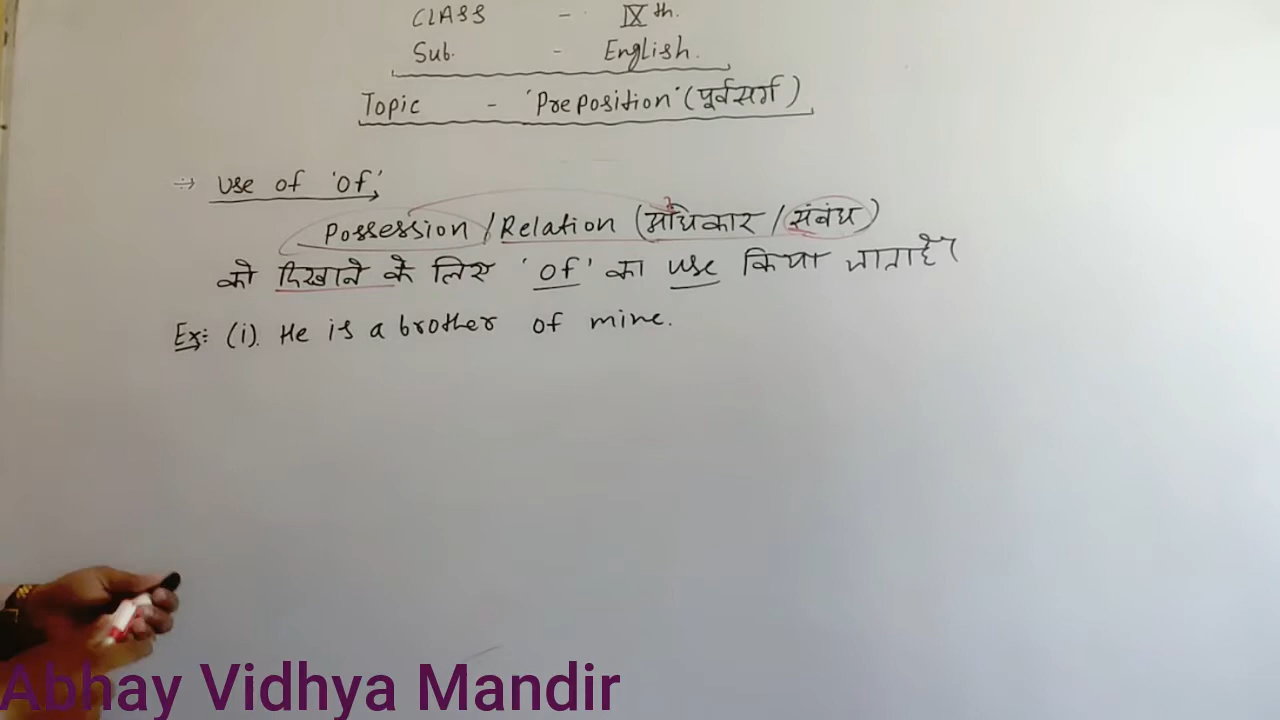 CLASS - IXth.
Sub. - English.
Topic - 'Preposition' (पूर्वसर्ग)
→ Use of 'of',
Possession / Relation (अधिकार / संबंध)
को दिखाने के लिए 'of' का use किया जाता है।
Ex: (i). He is a brother of mine.
Abhay Vidhya Mandir